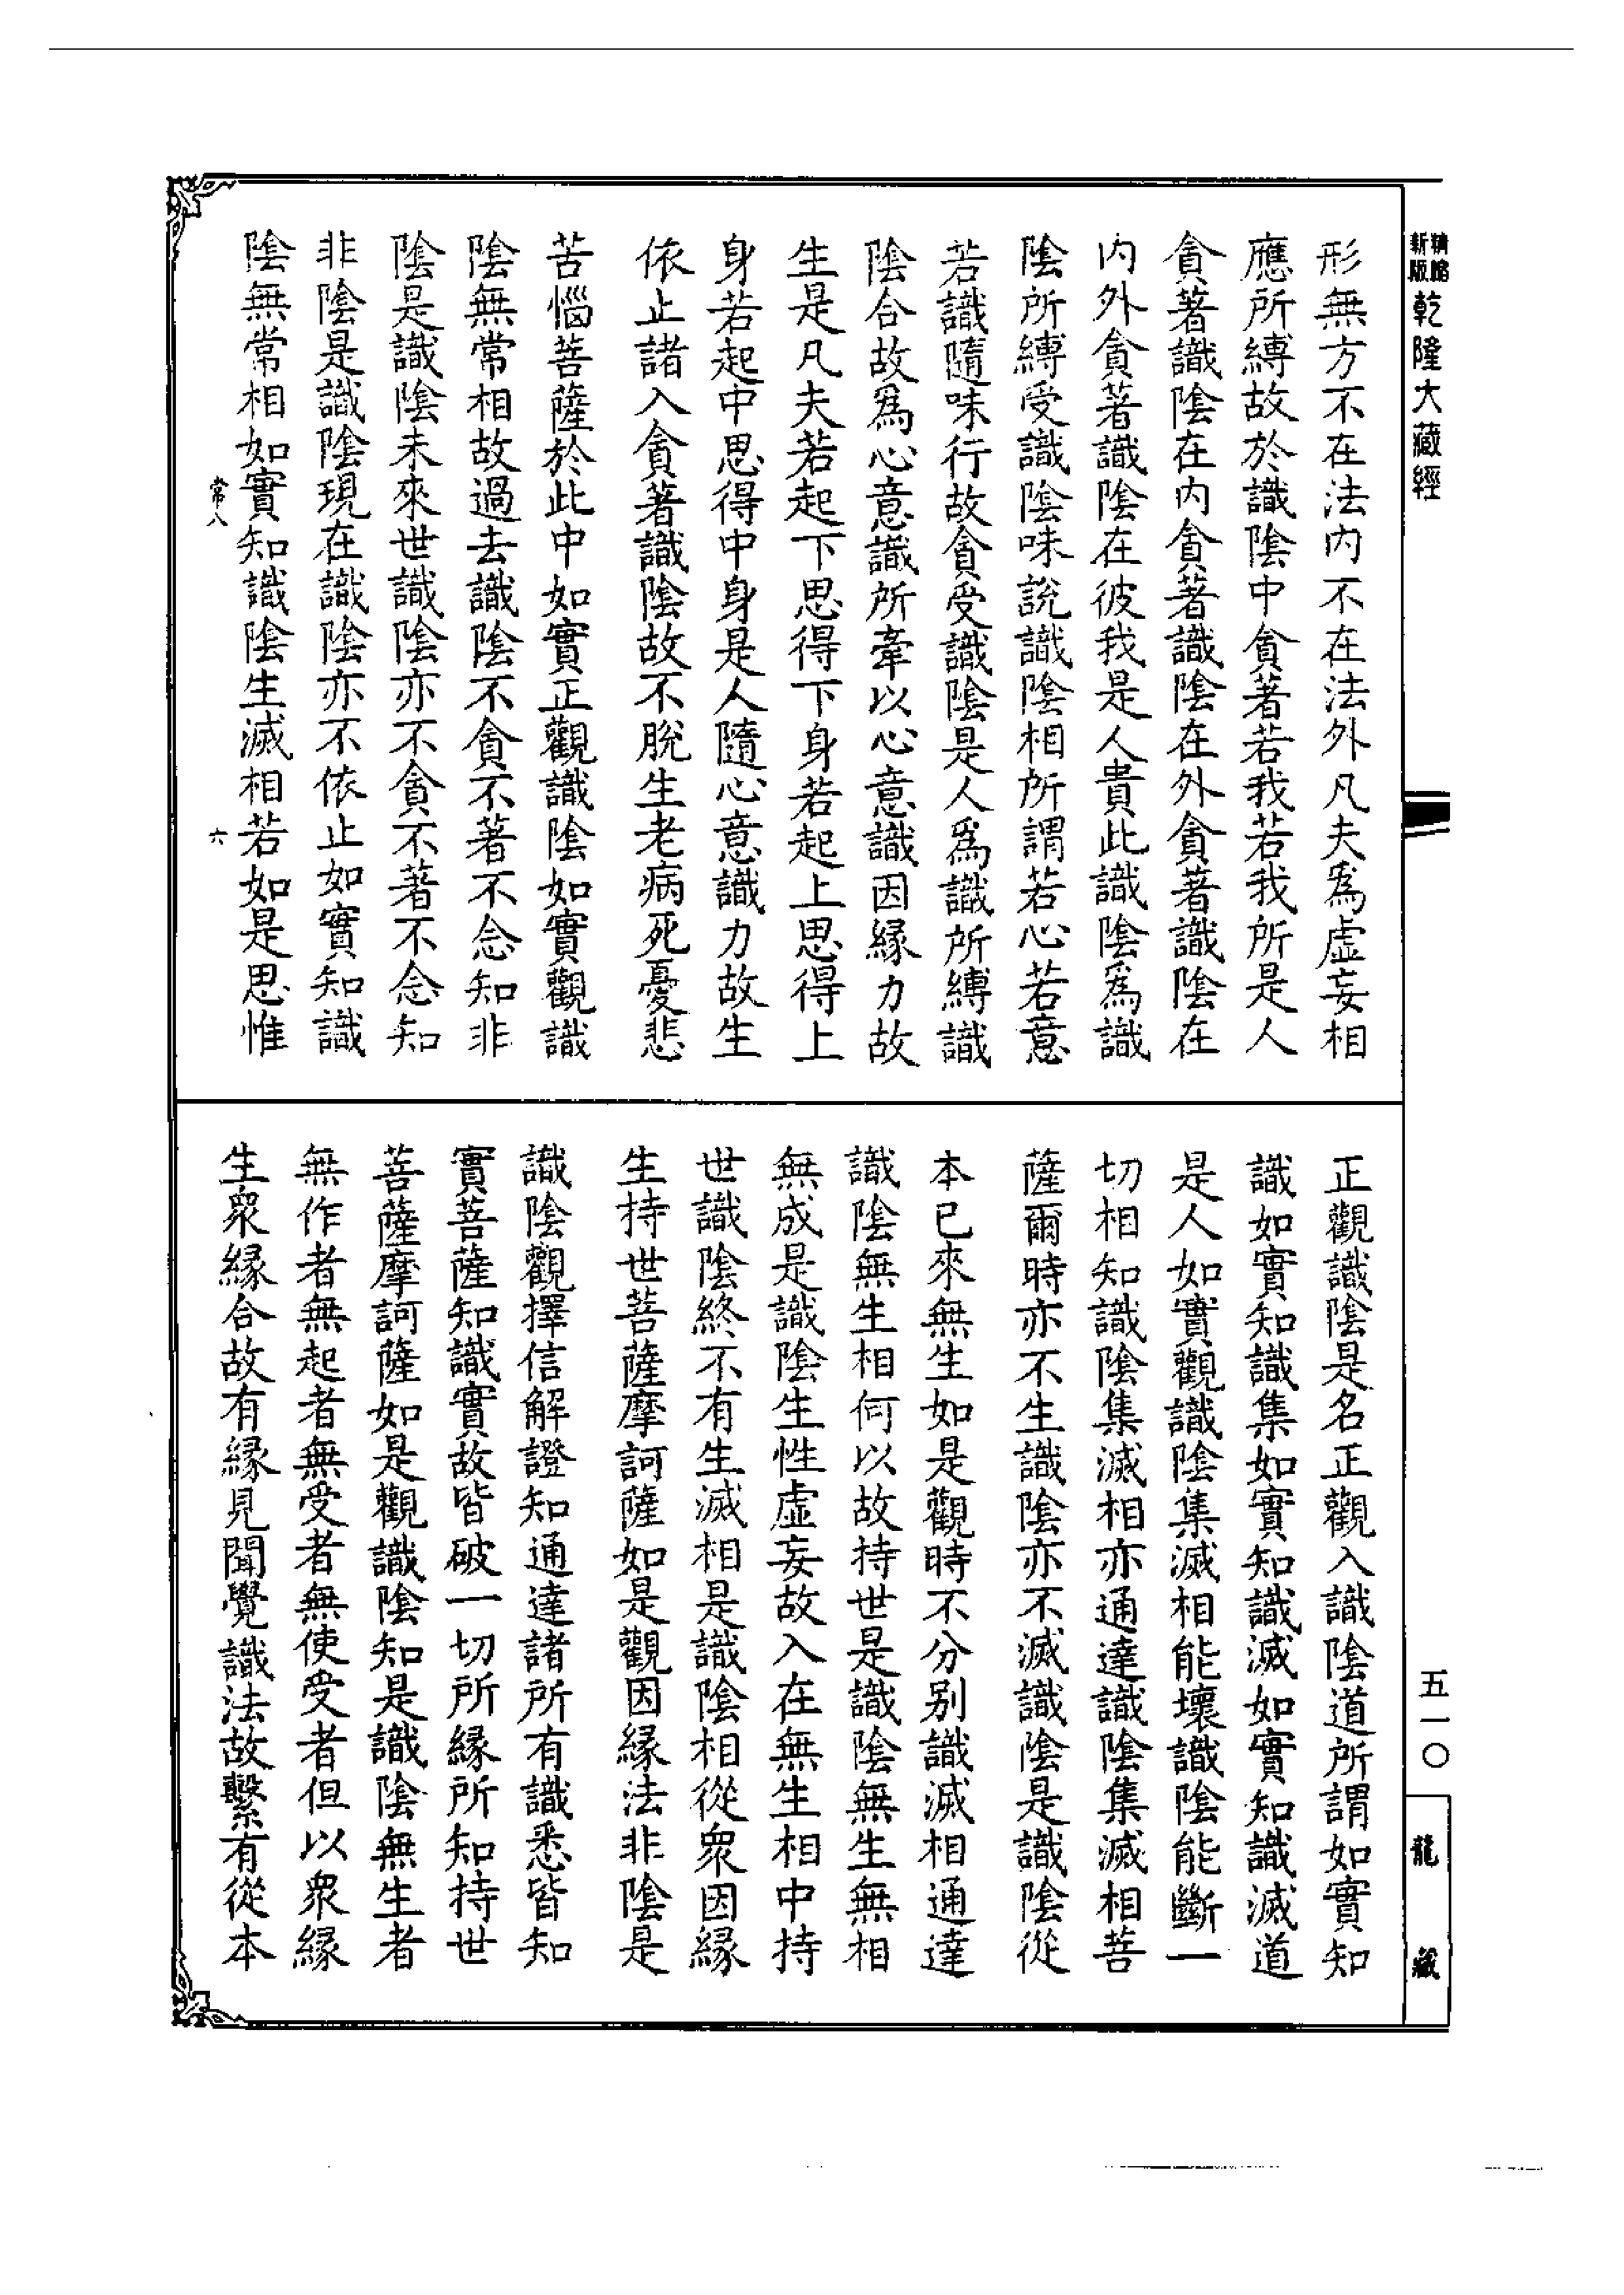 精縮新版 乾隆大藏經
形無方不在法内不在法外凡夫爲虚妄相
應所縛故於識陰中貪著若我若我所是人
貪著識陰在内貪著識陰在外貪著識陰在
内外貪著識陰在彼我是人貴此識陰爲識
陰所縛受識陰味說識陰相所謂若心若意
若識隨味行故貪受識陰是人爲識所縛識
陰合故爲心意識所牽以心意識因緣力故
生是凡夫若起下思得下身若起上思得上
身若起中思得中身是人隨心意識力故生
依止諸入貪著識陰故不脫生老病死憂悲
苦惱菩薩於此中如實正觀識陰如實觀識
陰無常相故過去識陰不貪不著不念知非
陰是識陰未來世識陰亦不貪不著不念知
非陰是識陰現在識陰亦不依止如實知識
陰無常相如實知識陰生滅相若如是思惟
常八 六
正觀識陰是名正觀入識陰道所謂如實知
識如實知識集如實知識滅如實知識滅道
是人如實觀識陰集滅相能壞識陰能斷一
切相知識陰集滅相亦通達識陰集滅相菩
薩爾時亦不生識陰亦不滅識陰是識陰從
本已來無生如是觀時不分別識滅相通達
識陰無生相何以故持世是識陰無生無相
無成是識陰生性虚妄故入在無生相中持
世識陰終不有生滅相是識陰相從衆因緣
生持世菩薩摩訶薩如是觀因緣法非陰是
識陰觀擇信解證知通達諸所有識悉皆知
實菩薩知識實故皆破一切所緣所知持世
菩薩摩訶薩如是觀識陰知是識陰無生者
無作者無起者無受者無使受者但以衆緣
生衆緣合故有緣見聞覺識法故繫有從本
五一〇
龍藏